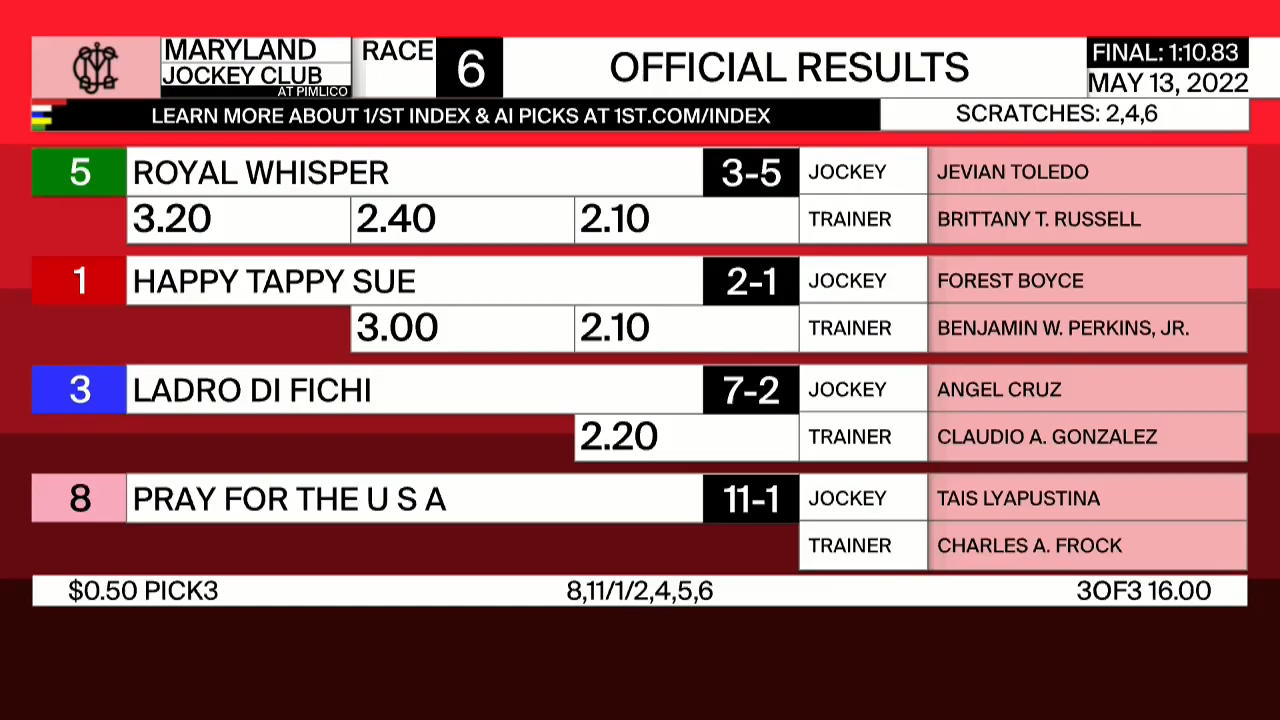 MARYLAND
JOCKEY CLUB
AT PIMLICO
RACE 6
OFFICIAL RESULTS
FINAL: 1:10.83
MAY 13, 2022
LEARN MORE ABOUT 1/ST INDEX & AI PICKS AT 1ST.COM/INDEX
SCRATCHES: 2,4,6
5 ROYAL WHISPER 3-5 JOCKEY JEVIAN TOLEDO
3.20 2.40 2.10 TRAINER BRITTANY T. RUSSELL
1 HAPPY TAPPY SUE 2-1 JOCKEY FOREST BOYCE
3.00 2.10 TRAINER BENJAMIN W. PERKINS, JR.
3 LADRO DI FICHI 7-2 JOCKEY ANGEL CRUZ
2.20 TRAINER CLAUDIO A. GONZALEZ
8 PRAY FOR THE U S A 11-1 JOCKEY TAIS LYAPUSTINA
TRAINER CHARLES A. FROCK
$0.50 PICK3 8,11/1/2,4,5,6 3OF3 16.00